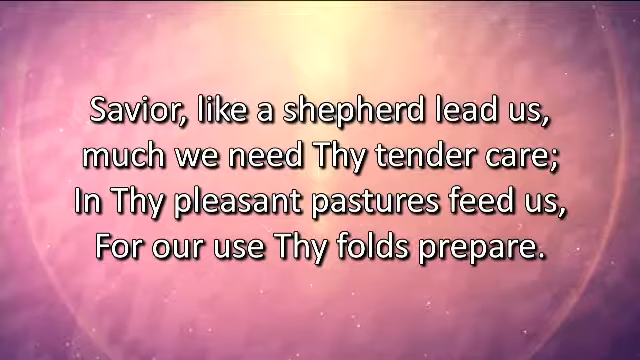 Savior, like a shepherd lead us,
much we need Thy tender care;
In Thy pleasant pastures feed us,
For our use Thy folds prepare.